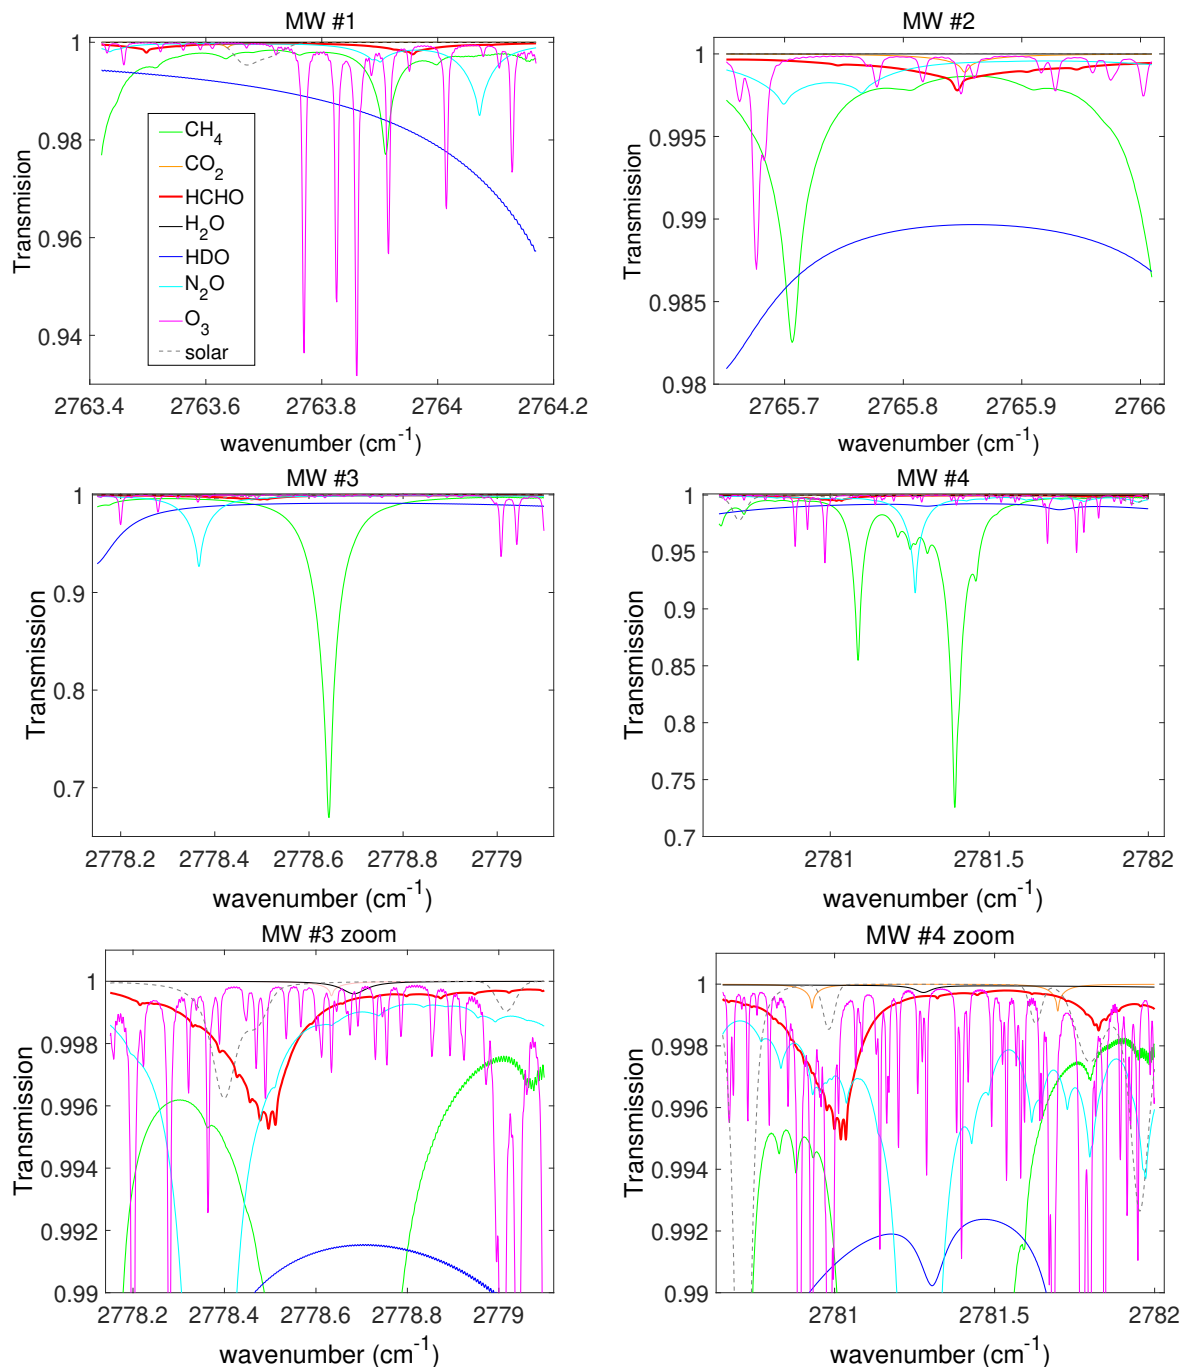 MW #1
1
0.98
0.96
0.94
Transmission
CH4
CO2
HCHO
H2O
HDO
N2O
O3
solar
2763.4 2763.6 2763.8 2764 2764.2
wavenumber (cm-1)
MW #2
1
0.995
0.99
0.985
0.98
Transmission
2765.7 2765.8 2765.9 2766
wavenumber (cm-1)
MW #3
1
0.9
0.8
0.7
Transmission
2778.2 2778.4 2778.6 2778.8 2779
wavenumber (cm-1)
MW #4
1
0.95
0.9
0.85
0.8
0.75
0.7
Transmission
2781 2781.5 2782
wavenumber (cm-1)
MW #3 zoom
1
0.998
0.996
0.994
0.992
0.99
Transmission
2778.2 2778.4 2778.6 2778.8 2779
wavenumber (cm-1)
MW #4 zoom
1
0.998
0.996
0.994
0.992
0.99
Transmission
2781 2781.5 2782
wavenumber (cm-1)